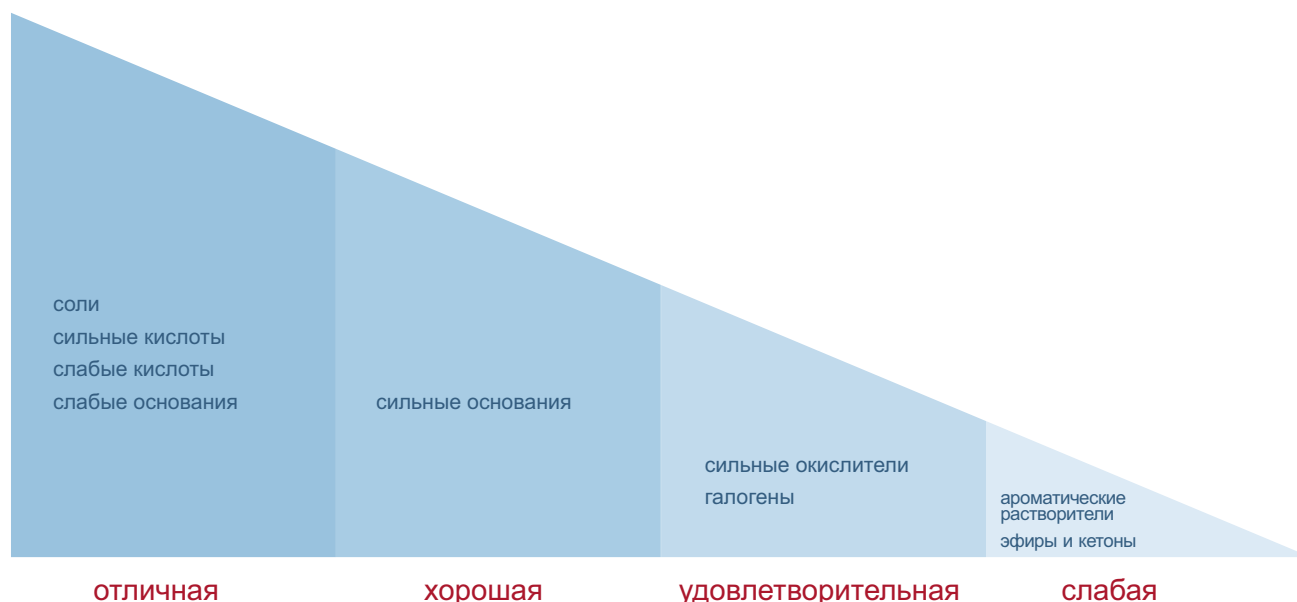 соли
сильные кислоты
слабые кислоты
слабые основания
сильные основания
сильные окислители
галогены
ароматические
растворители
эфиры и кетоны
отличная
хорошая
удовлетворительная
слабая